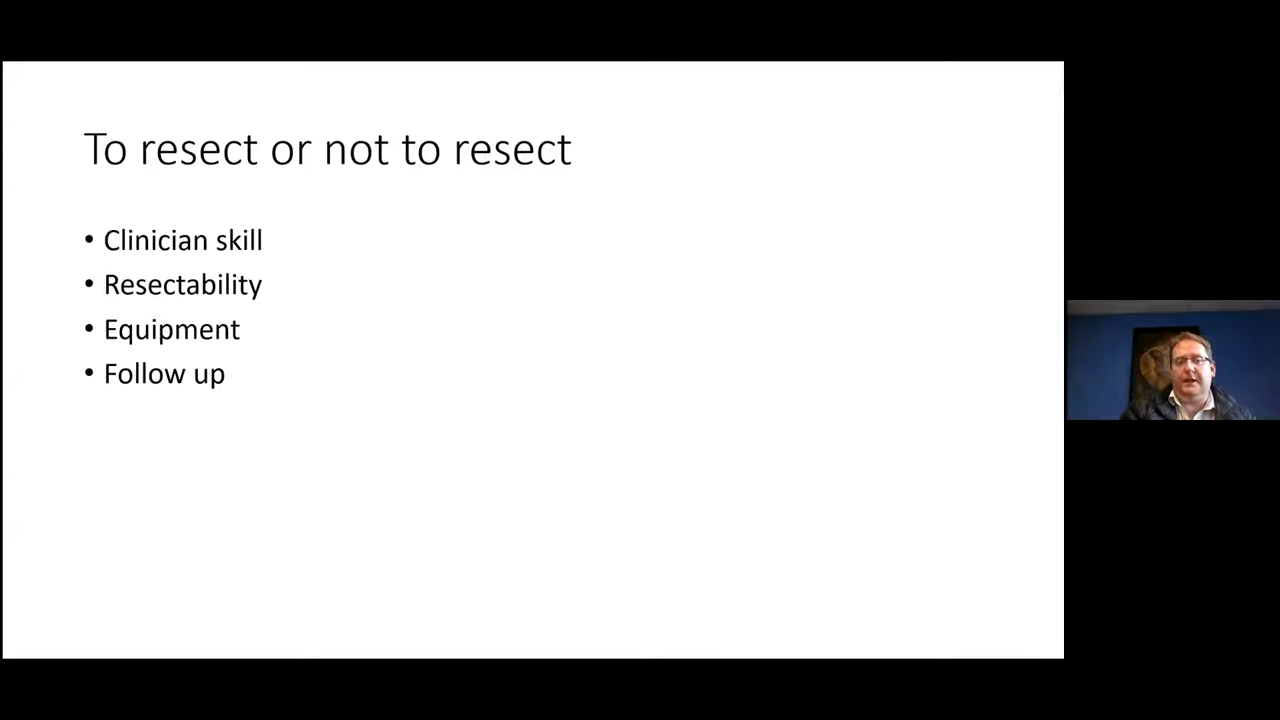 To resect or not to resect
• Clinician skill
• Resectability
• Equipment
• Follow up